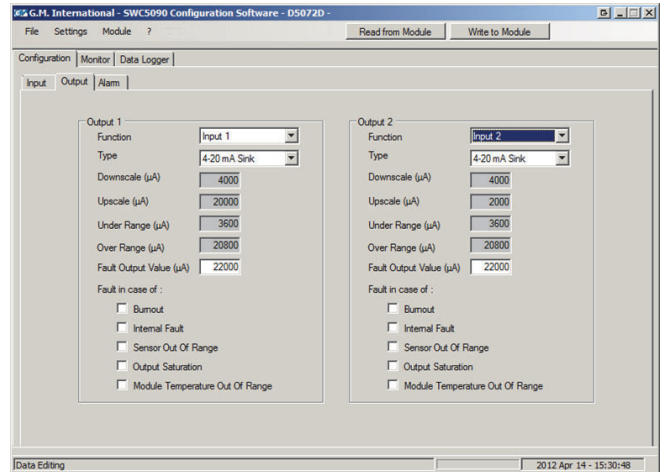 G.M. International - SWC5090 Configuration Software - D5072D -
File Settings Module ? Read from Module Write to Module
Configuration Monitor Data Logger
Input Output Alarm
Output 1
Function Input 1
Type 4-20 mA Sink
Downscale (µA) 4000
Upscale (µA) 20000
Under Range (µA) 3600
Over Range (µA) 20800
Fault Output Value (µA) 22000
Fault in case of :
Burnout
Internal Fault
Sensor Out Of Range
Output Saturation
Module Temperature Out Of Range
Output 2
Function Input 2
Type 4-20 mA Sink
Downscale (µA) 4000
Upscale (µA) 2000
Under Range (µA) 3600
Over Range (µA) 20800
Fault Output Value (µA) 22000
Fault in case of :
Burnout
Internal Fault
Sensor Out Of Range
Output Saturation
Module Temperature Out Of Range
Data Editing 2012 Apr 14 - 15:30:48